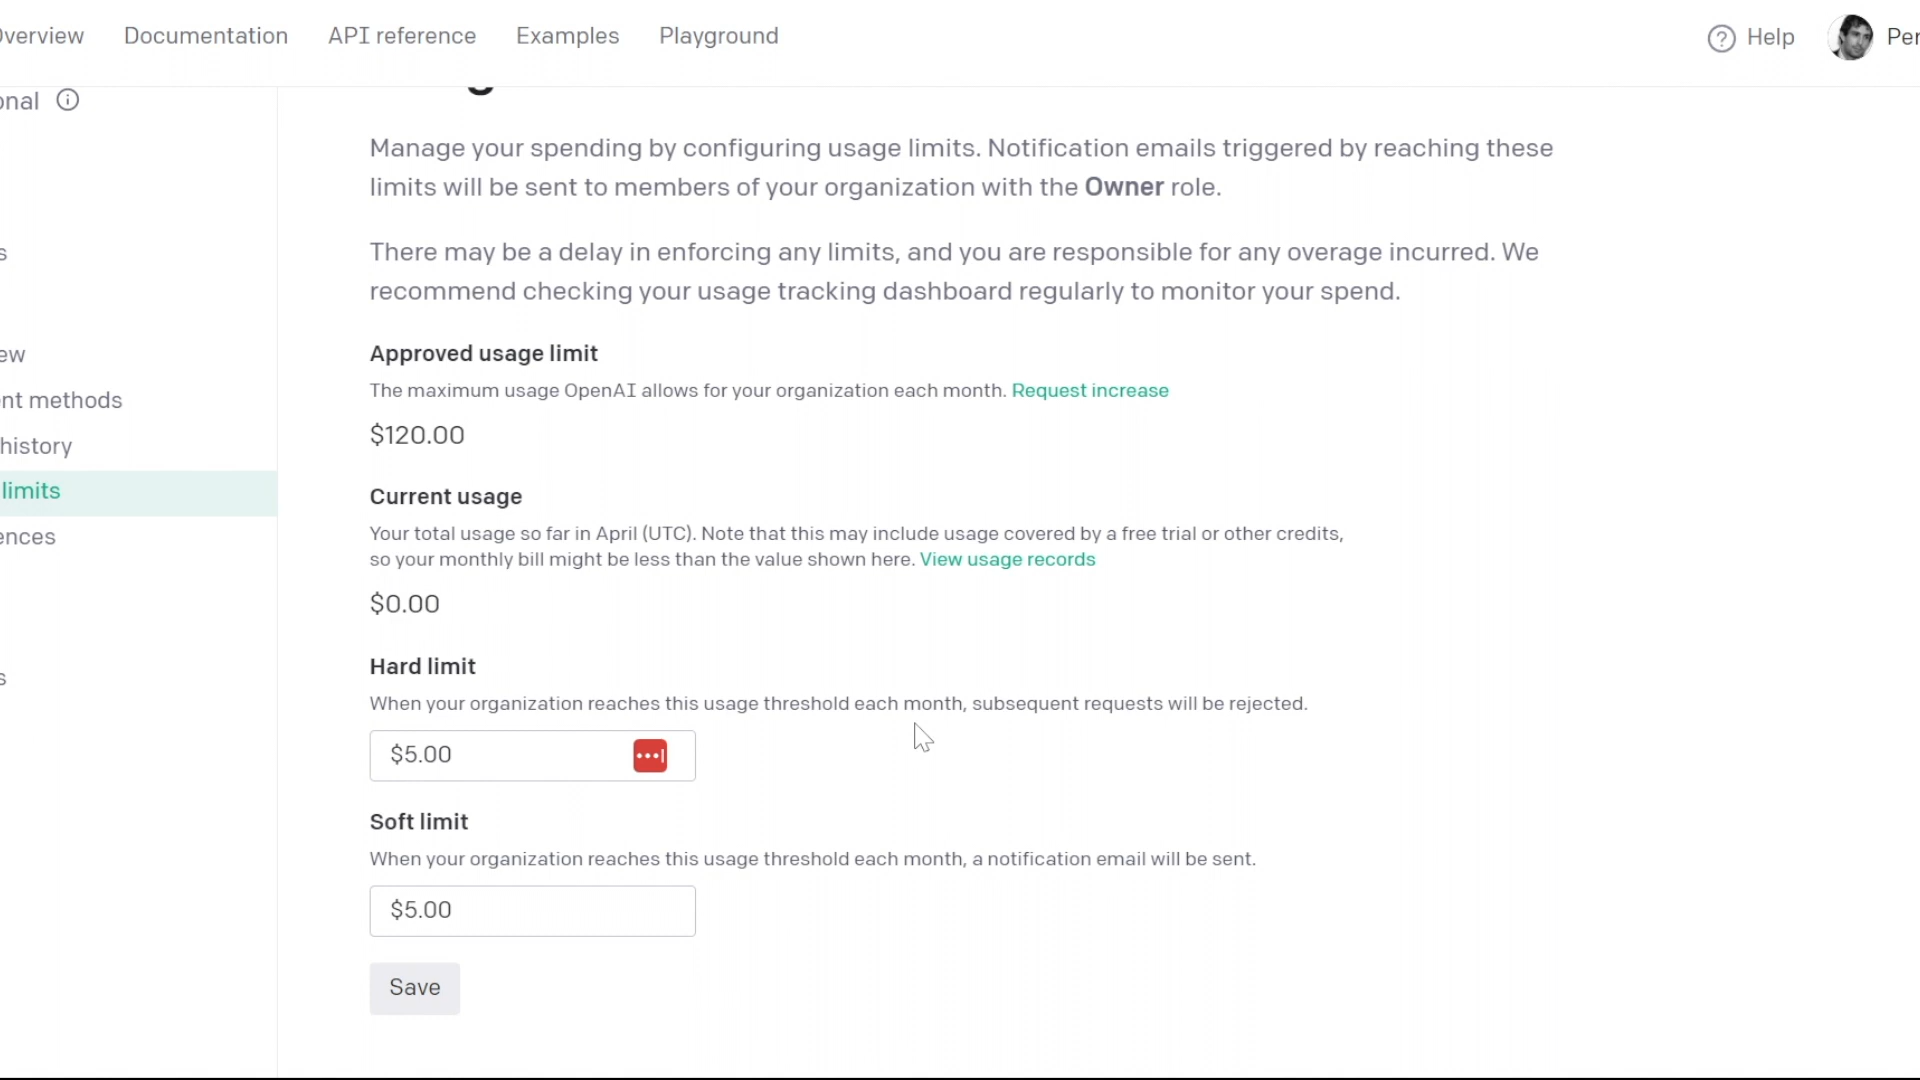 Overview Documentation API reference Examples Playground Help
Manage your spending by configuring usage limits. Notification emails triggered by reaching these
limits will be sent to members of your organization with the Owner role.
There may be a delay in enforcing any limits, and you are responsible for any overage incurred. We
recommend checking your usage tracking dashboard regularly to monitor your spend.
Approved usage limit
The maximum usage OpenAI allows for your organization each month. Request increase
$120.00
nt methods
history
limits
ences
Current usage
Your total usage so far in April (UTC). Note that this may include usage covered by a free trial or other credits,
so your monthly bill might be less than the value shown here. View usage records
$0.00
Hard limit
When your organization reaches this usage threshold each month, subsequent requests will be rejected.
$5.00
Soft limit
When your organization reaches this usage threshold each month, a notification email will be sent.
$5.00
Save